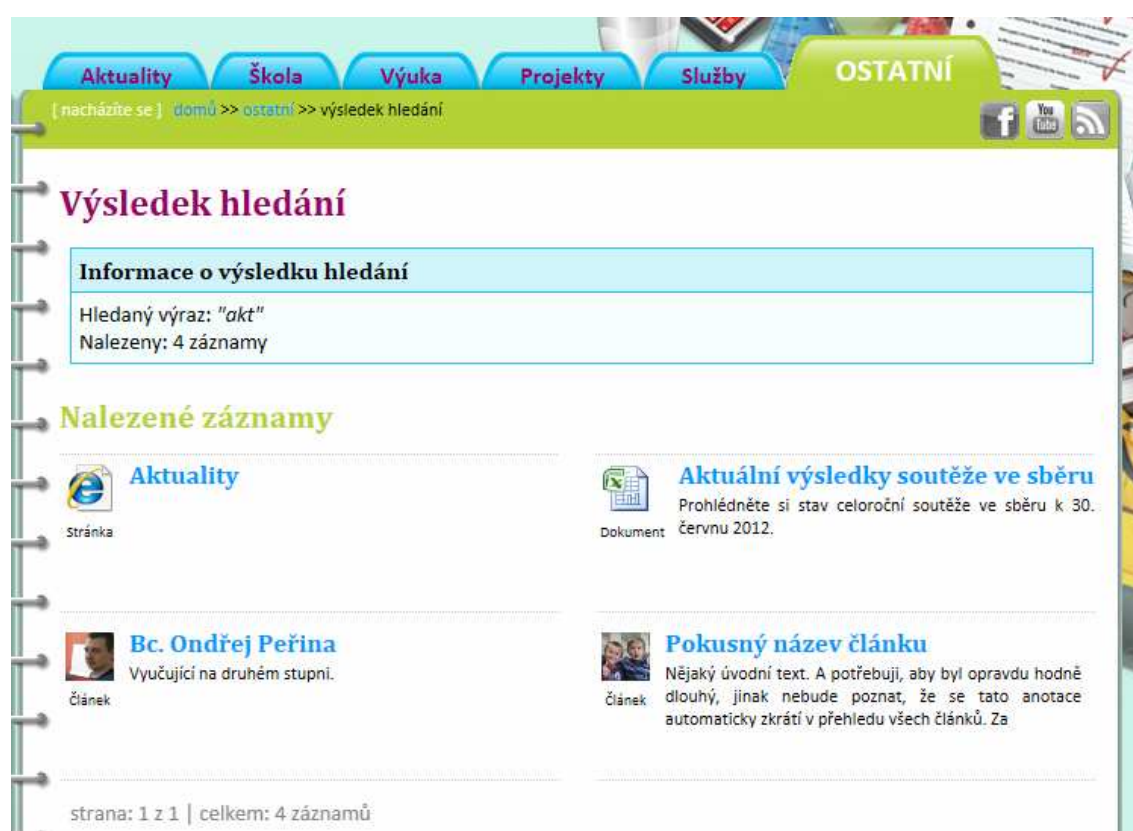 Aktuality
Škola
Výuka
Projekty
Služby
OSTATNÍ
[ nacházíte se ] domů >> ostatní >> výsledek hledání
You
Tube
Výsledek hledání
Informace o výsledku hledání
Hledaný výraz: "akt"
Nalezeny: 4 záznamy
Nalezené záznamy
Aktuality
Stránka
Aktuální výsledky soutěže ve sběru
Prohlédněte si stav celoroční soutěže ve sběru k 30.
června 2012.
Dokument
Bc. Ondřej Peřina
Vyučující na druhém stupni.
Článek
Pokusný název článku
Nějaký úvodní text. A potřebuji, aby byl opravdu hodně
dlouhý, jinak nebude poznat, že se tato anotace
automaticky zkrátí v přehledu všech článků. Za
Článek
strana: 1 z 1 | celkem: 4 záznamů